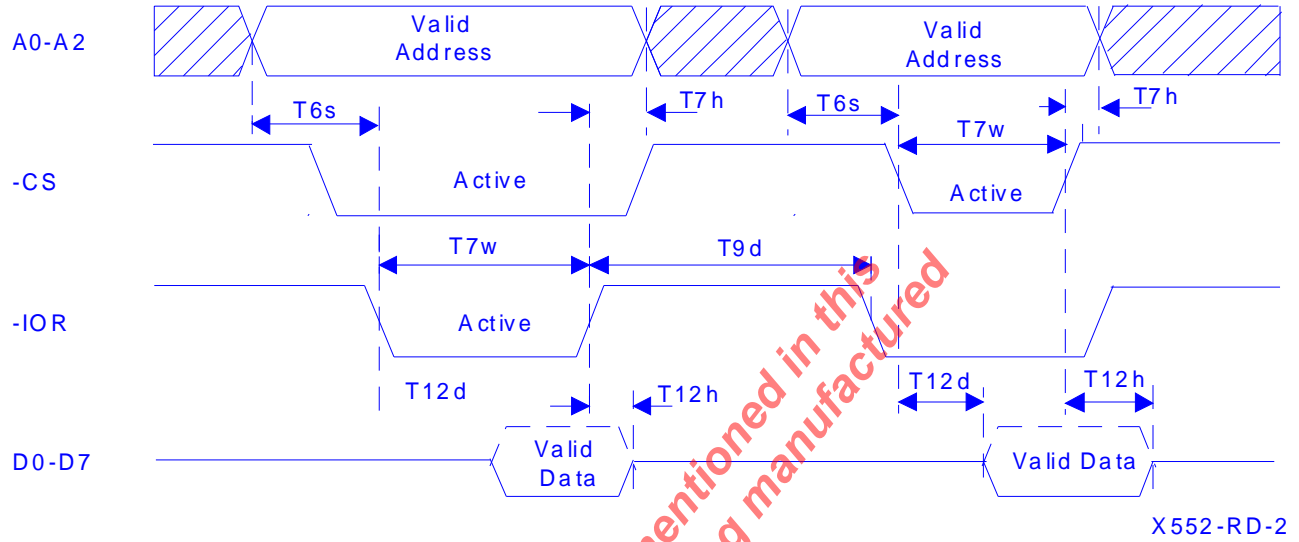 A0-A2
Valid
Address
Valid
Address
T6s
T7h
T6s
T7h
T7w
-CS
Active
Active
T7w
T9d
-IOR
Active
T12d
T12h
T12d
T12h
D0-D7
Valid
Data
Valid Data
mentioned in this
manufactured
X552-RD-2